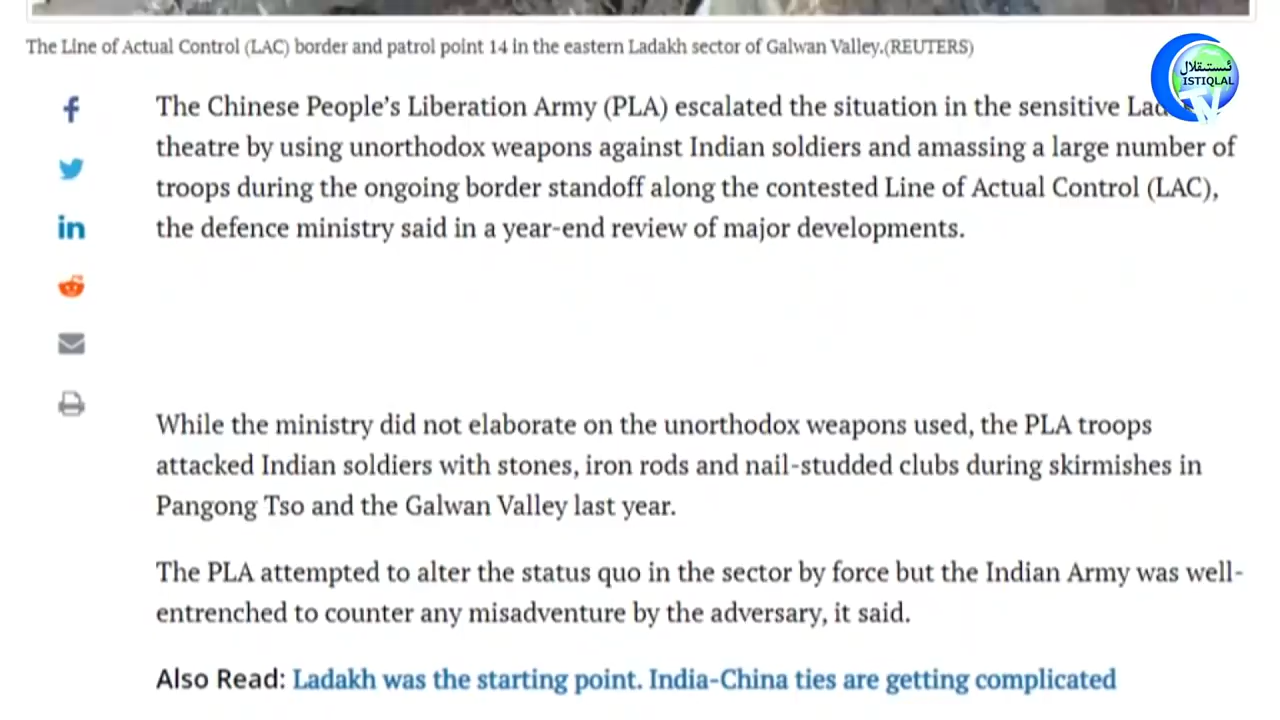 The Line of Actual Control (LAC) border and patrol point 14 in the eastern Ladakh sector of Galwan Valley.(REUTERS)
ئىستىقلال
ISTIQLAL
TV
The Chinese People's Liberation Army (PLA) escalated the situation in the sensitive
theatre by using unorthodox weapons against Indian soldiers and amassing a large number of
troops during the ongoing border standoff along the contested Line of Actual Control (LAC),
the defence ministry said in a year-end review of major developments.
While the ministry did not elaborate on the unorthodox weapons used, the PLA troops
attacked Indian soldiers with stones, iron rods and nail-studded clubs during skirmishes in
Pangong Tso and the Galwan Valley last year.
The PLA attempted to alter the status quo in the sector by force but the Indian Army was well-
entrenched to counter any misadventure by the adversary, it said.
Also Read: Ladakh was the starting point. India-China ties are getting complicated